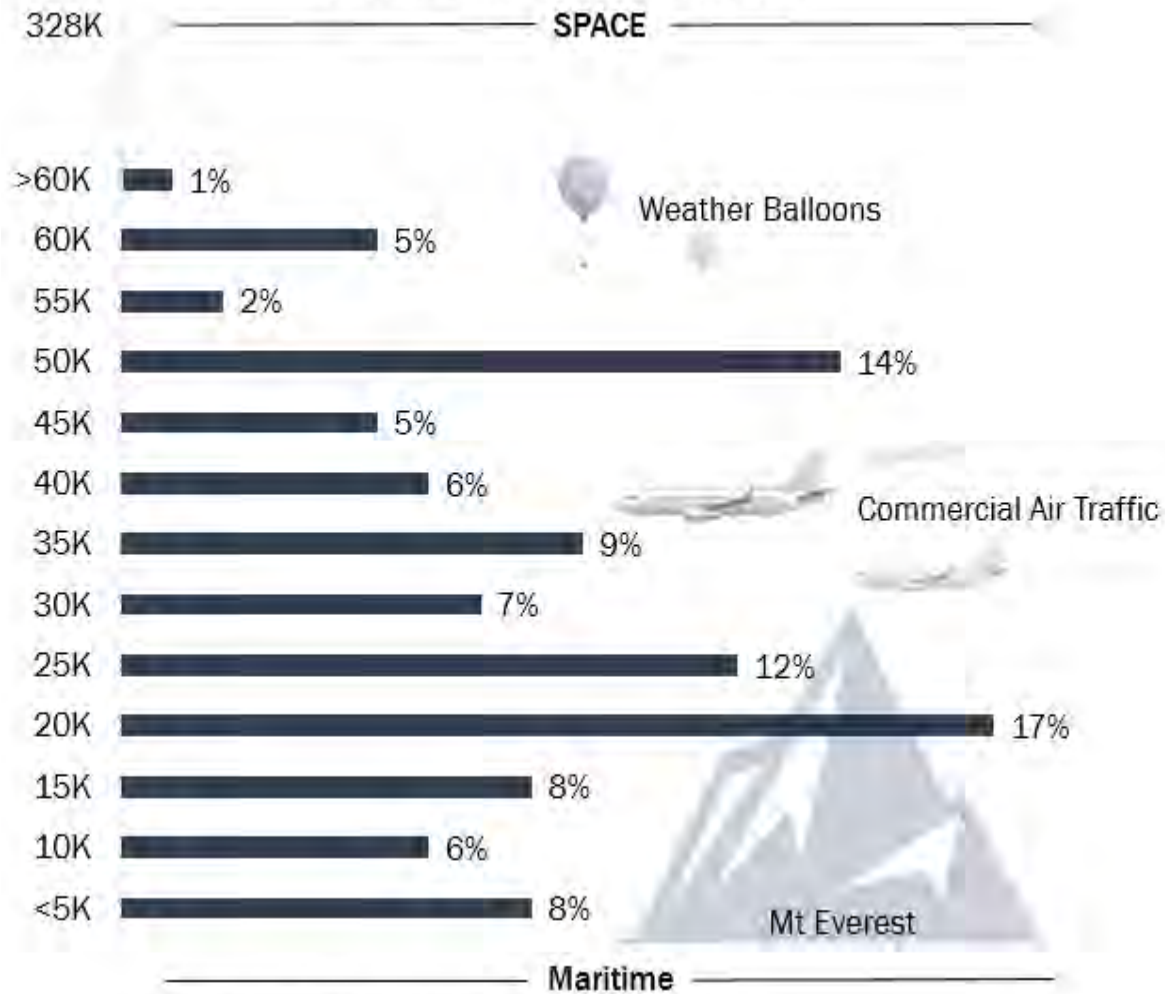 328K SPACE
>60K 1%
Weather Balloons
60K 5%
55K 2%
50K 14%
45K 5%
40K 6%
Commercial Air Traffic
35K 9%
30K 7%
25K 12%
20K 17%
15K 8%
10K 6%
<5K 8%
Mt Everest
Maritime